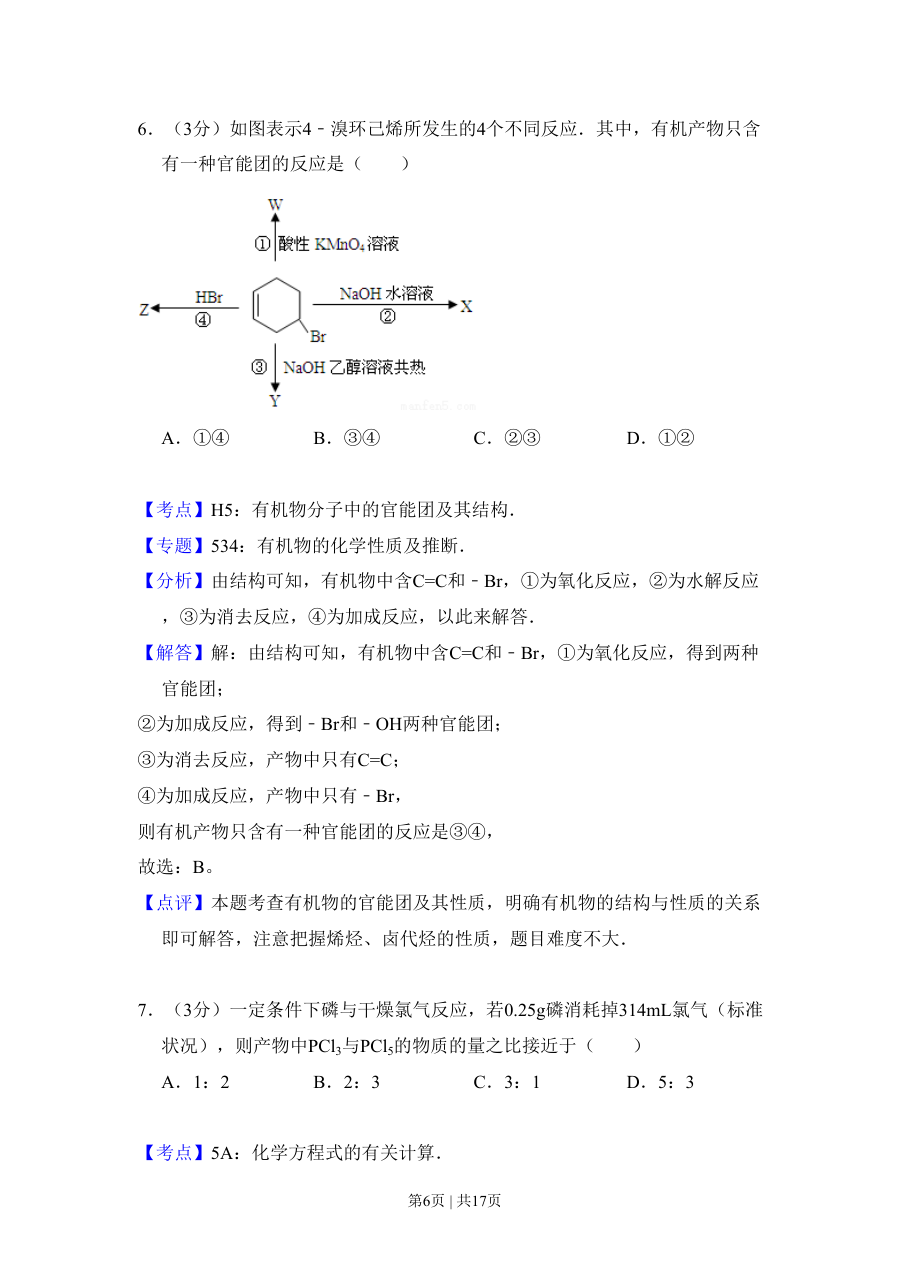 6．（3分）如图表示4﹣溴环己烯所发生的4个不同反应．其中，有机产物只含
有一种官能团的反应是（　　）
W
① 酸性 KMnO4 溶液
HBr
NaOH 水溶液
Z
X
④
②
Br
③ NaOH 乙醇溶液共热
Y
A．①④ B．③④ C．②③ D．①②
【考点】H5：有机物分子中的官能团及其结构．
【专题】534：有机物的化学性质及推断．
【分析】由结构可知，有机物中含C=C和﹣Br，①为氧化反应，②为水解反应
，③为消去反应，④为加成反应，以此来解答．
【解答】解：由结构可知，有机物中含C=C和﹣Br，①为氧化反应，得到两种
官能团；
②为加成反应，得到﹣Br和﹣OH两种官能团；
③为消去反应，产物中只有C=C；
④为加成反应，产物中只有﹣Br，
则有机产物只含有一种官能团的反应是③④，
故选：B。
【点评】本题考查有机物的官能团及其性质，明确有机物的结构与性质的关系
即可解答，注意把握烯烃、卤代烃的性质，题目难度不大．
7．（3分）一定条件下磷与干燥氯气反应，若0.25g磷消耗掉314mL氯气（标准
状况），则产物中PCl3与PCl5的物质的量之比接近于（　　）
A．1：2 B．2：3 C．3：1 D．5：3
【考点】5A：化学方程式的有关计算．
第6页 | 共17页